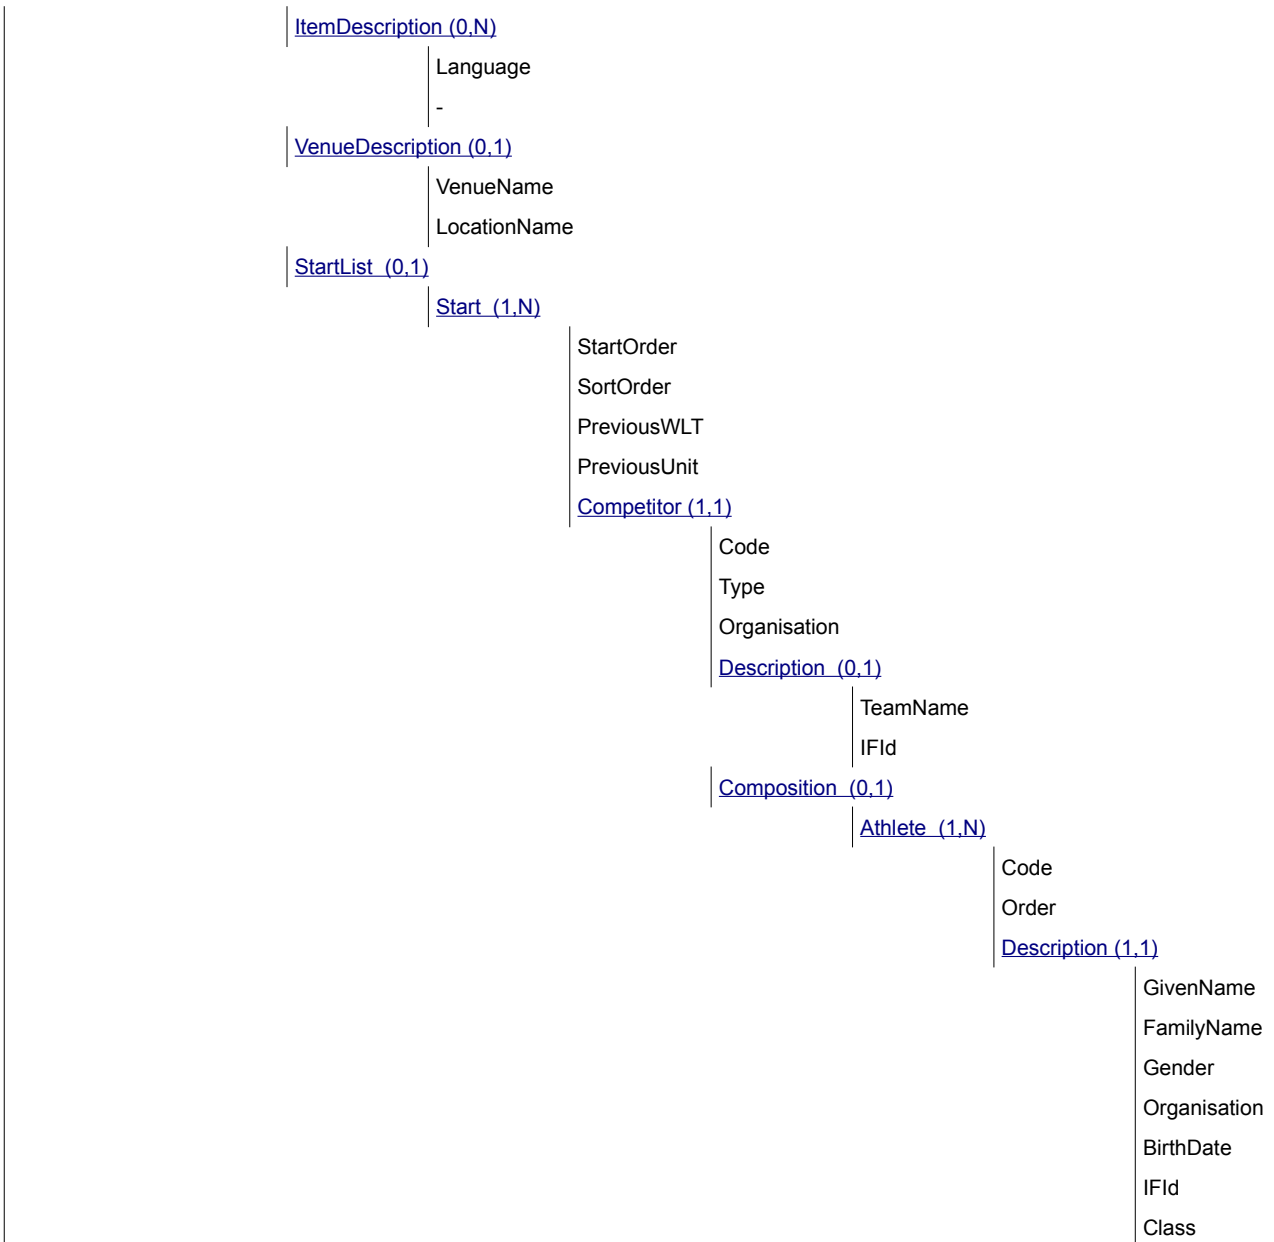 ItemDescription (0,N)
Language
-
VenueDescription (0,1)
VenueName
LocationName
StartList (0,1)
Start (1,N)
StartOrder
SortOrder
PreviousWLT
PreviousUnit
Competitor (1,1)
Code
Type
Organisation
Description (0,1)
TeamName
IFId
Composition (0,1)
Athlete (1,N)
Code
Order
Description (1,1)
GivenName
FamilyName
Gender
Organisation
BirthDate
IFId
Class